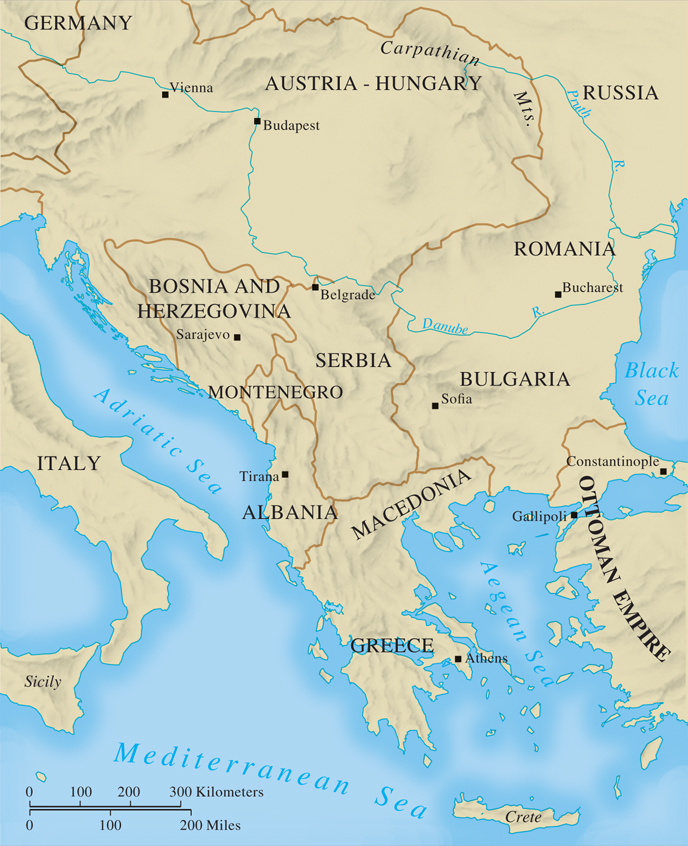 GERMANY
Carpathian
Mts.
Vienna
AUSTRIA - HUNGARY
RUSSIA
Pruth
R.
Budapest
ROMANIA
BOSNIA AND
HERZEGOVINA
Belgrade
Bucharest
Danube
R.
Sarajevo
SERBIA
Black
Sea
MONTENEGRO
BULGARIA
Sofia
Adriatic Sea
ITALY
Tirana
Constantinople
ALBANIA
MACEDONIA
Gallipoli
OTTOMAN EMPIRE
Aegean Sea
GREECE
Athens
Sicily
Mediterranean Sea
0 100 200 300 Kilometers
0 100 200 Miles
Crete